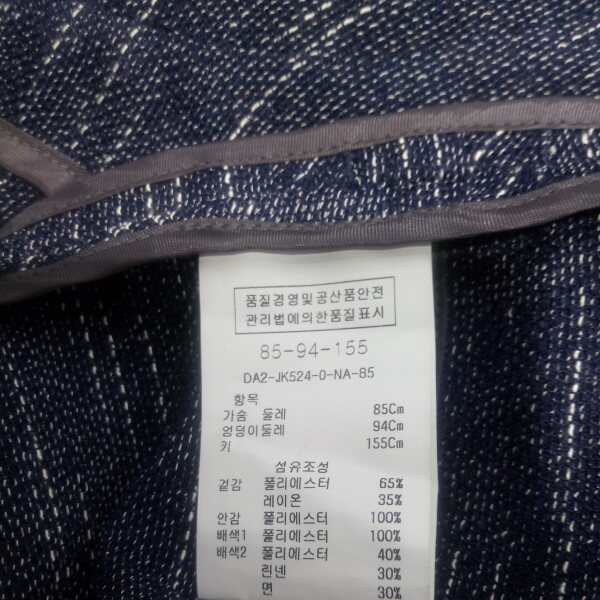 품질경영및공산품안전
관리법에의한품질표시
85-94-155
DA2-JK524-0-NA-85
항목
가슴 둘레 85Cm
엉덩이둘레 94Cm
키 155Cm
섬유조성
겉감 폴리에스터 65%
레이온 35%
안감 폴리에스터 100%
배색1 폴리에스터 100%
배색2 폴리에스터 40%
린넨 30%
면 30%